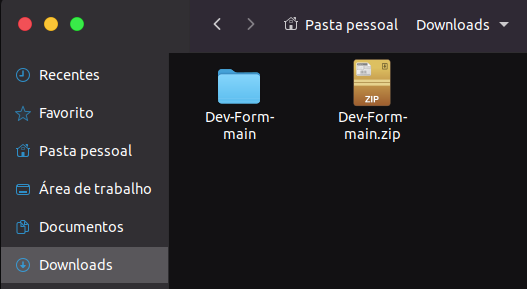 Pasta pessoal
Downloads
Recentes
Favorito
Pasta pessoal
Área de trabalho
Documentos
Downloads
Dev-Form-
main
ZIP
Dev-Form-
main.zip